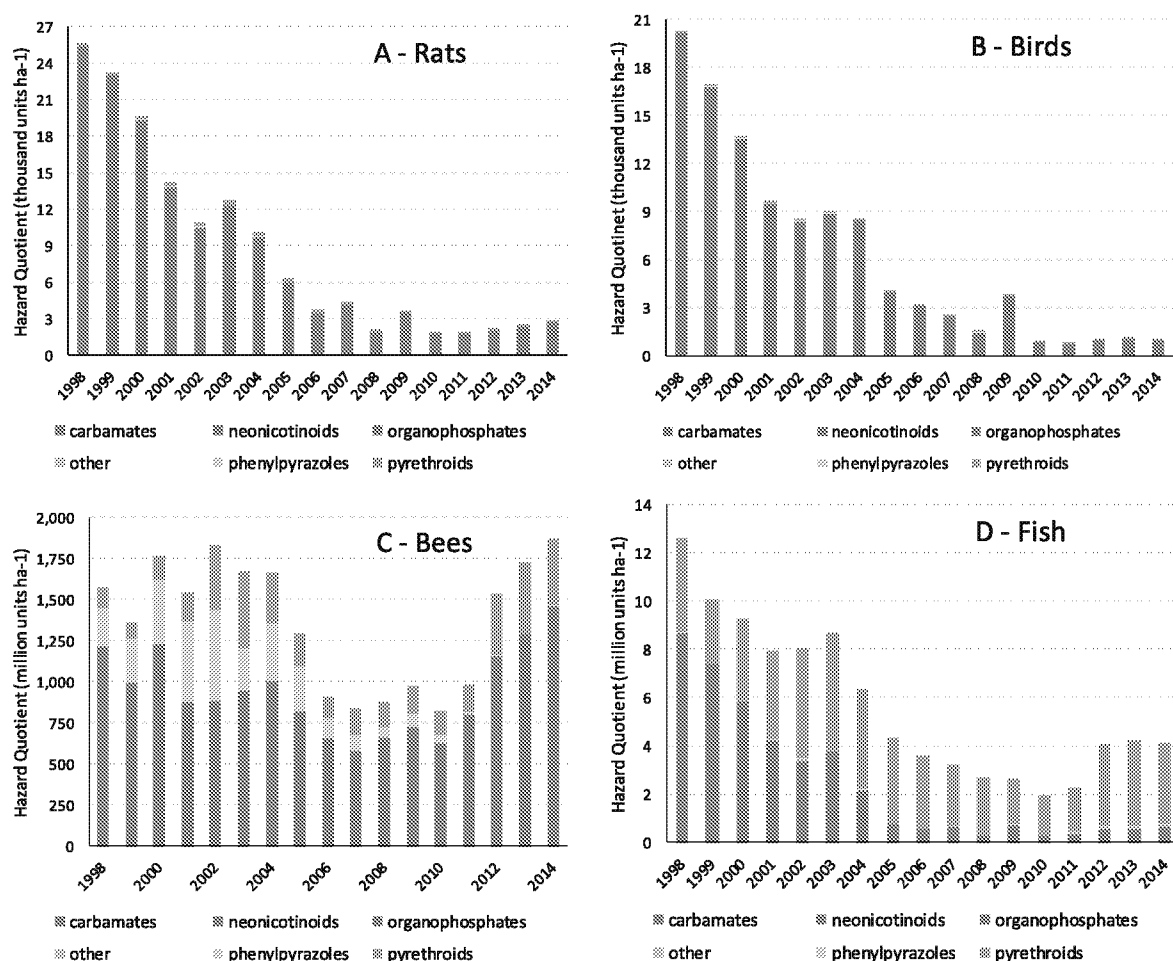 A - Rats
Hazard Quotient (thousand units ha-1)
27
24
21
18
15
12
9
6
3
0
1998 1999 2000 2001 2002 2003 2004 2005 2006 2007 2008 2009 2010 2011 2012 2013 2014
carbamates neonicotinoids organophosphates
other phenylpyrazoles pyrethroids
B - Birds
Hazard Quotinet (thousand units ha-1)
21
18
15
12
9
6
3
0
1998 1999 2000 2001 2002 2003 2004 2005 2006 2007 2008 2009 2010 2011 2012 2013 2014
carbamates neonicotinoids organophosphates
other phenylpyrazoles pyrethroids
C - Bees
Hazard Quotient (million units ha-1)
2,000
1,750
1,500
1,250
1,000
750
500
250
0
1998 2000 2002 2004 2006 2008 2010 2012 2014
carbamates neonicotinoids organophosphates
other phenylpyrazoles pyrethroids
D - Fish
Hazard Quotient (million units ha-1)
14
12
10
8
6
4
2
0
1998 1999 2000 2001 2002 2003 2004 2005 2006 2007 2008 2009 2010 2011 2012 2013 2014
carbamates neonicotinoids organophosphates
other phenylpyrazoles pyrethroids